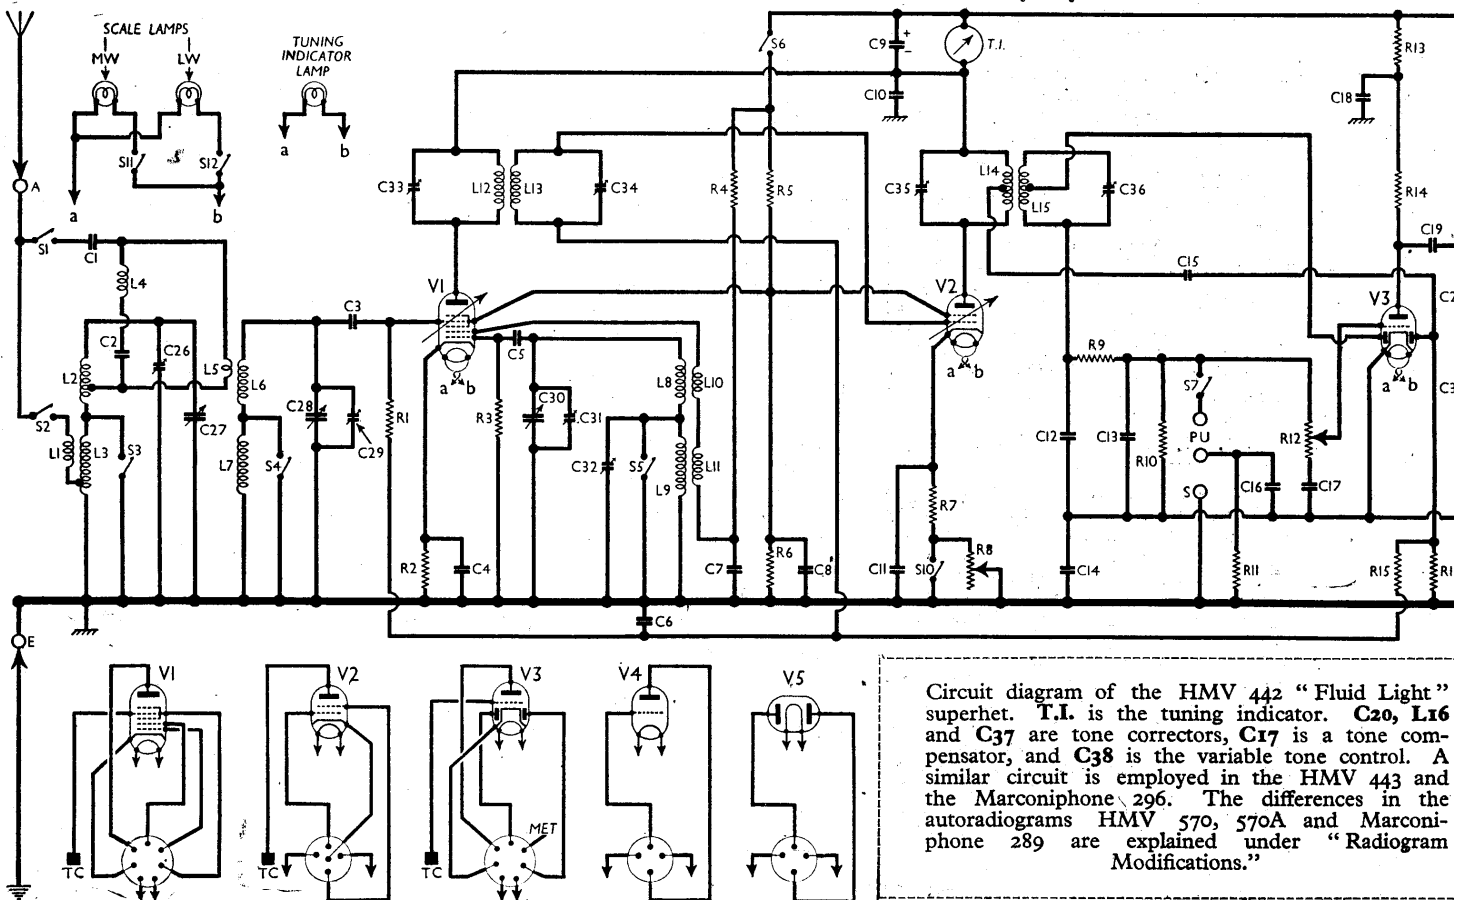 SCALE LAMPS
MW
LW
TUNING
INDICATOR
LAMP
a
b
A
S11
S12
a
b
S6
C9
+
−
T.I.
C10
R13
C18
C33
L12
L13
C34
R4
R5
C35
L14
L15
C36
R14
C19
S1
C1
L4
C15
V1
V2
V3
C3
C2
C26
L5
L6
C5
L10
L8
R9
L2
C27
C28
C29
R1
R3
C30
C31
a
b
a
b
a
b
S7
S2
L1
L3
S3
L7
S4
C32
S5
L9
L11
C12
C13
R10
PU
R12
S
C16
C17
R2
C4
C7
R6
C8
R7
C11
S10
R8
C14
R11
R15
C6
E
V1
V2
V3
V4
V5
MET
TC
TC
TC
Circuit diagram of the HMV 442 “Fluid Light”
superhet. T.I. is the tuning indicator. C20, L16
and C37 are tone correctors, C17 is a tone com-
pensator, and C38 is the variable tone control. A
similar circuit is employed in the HMV 443 and
the Marconiphone 296. The differences in the
autoradiograms HMV 570, 570A and Marconi-
phone 289 are explained under “Radiogram
Modifications.”